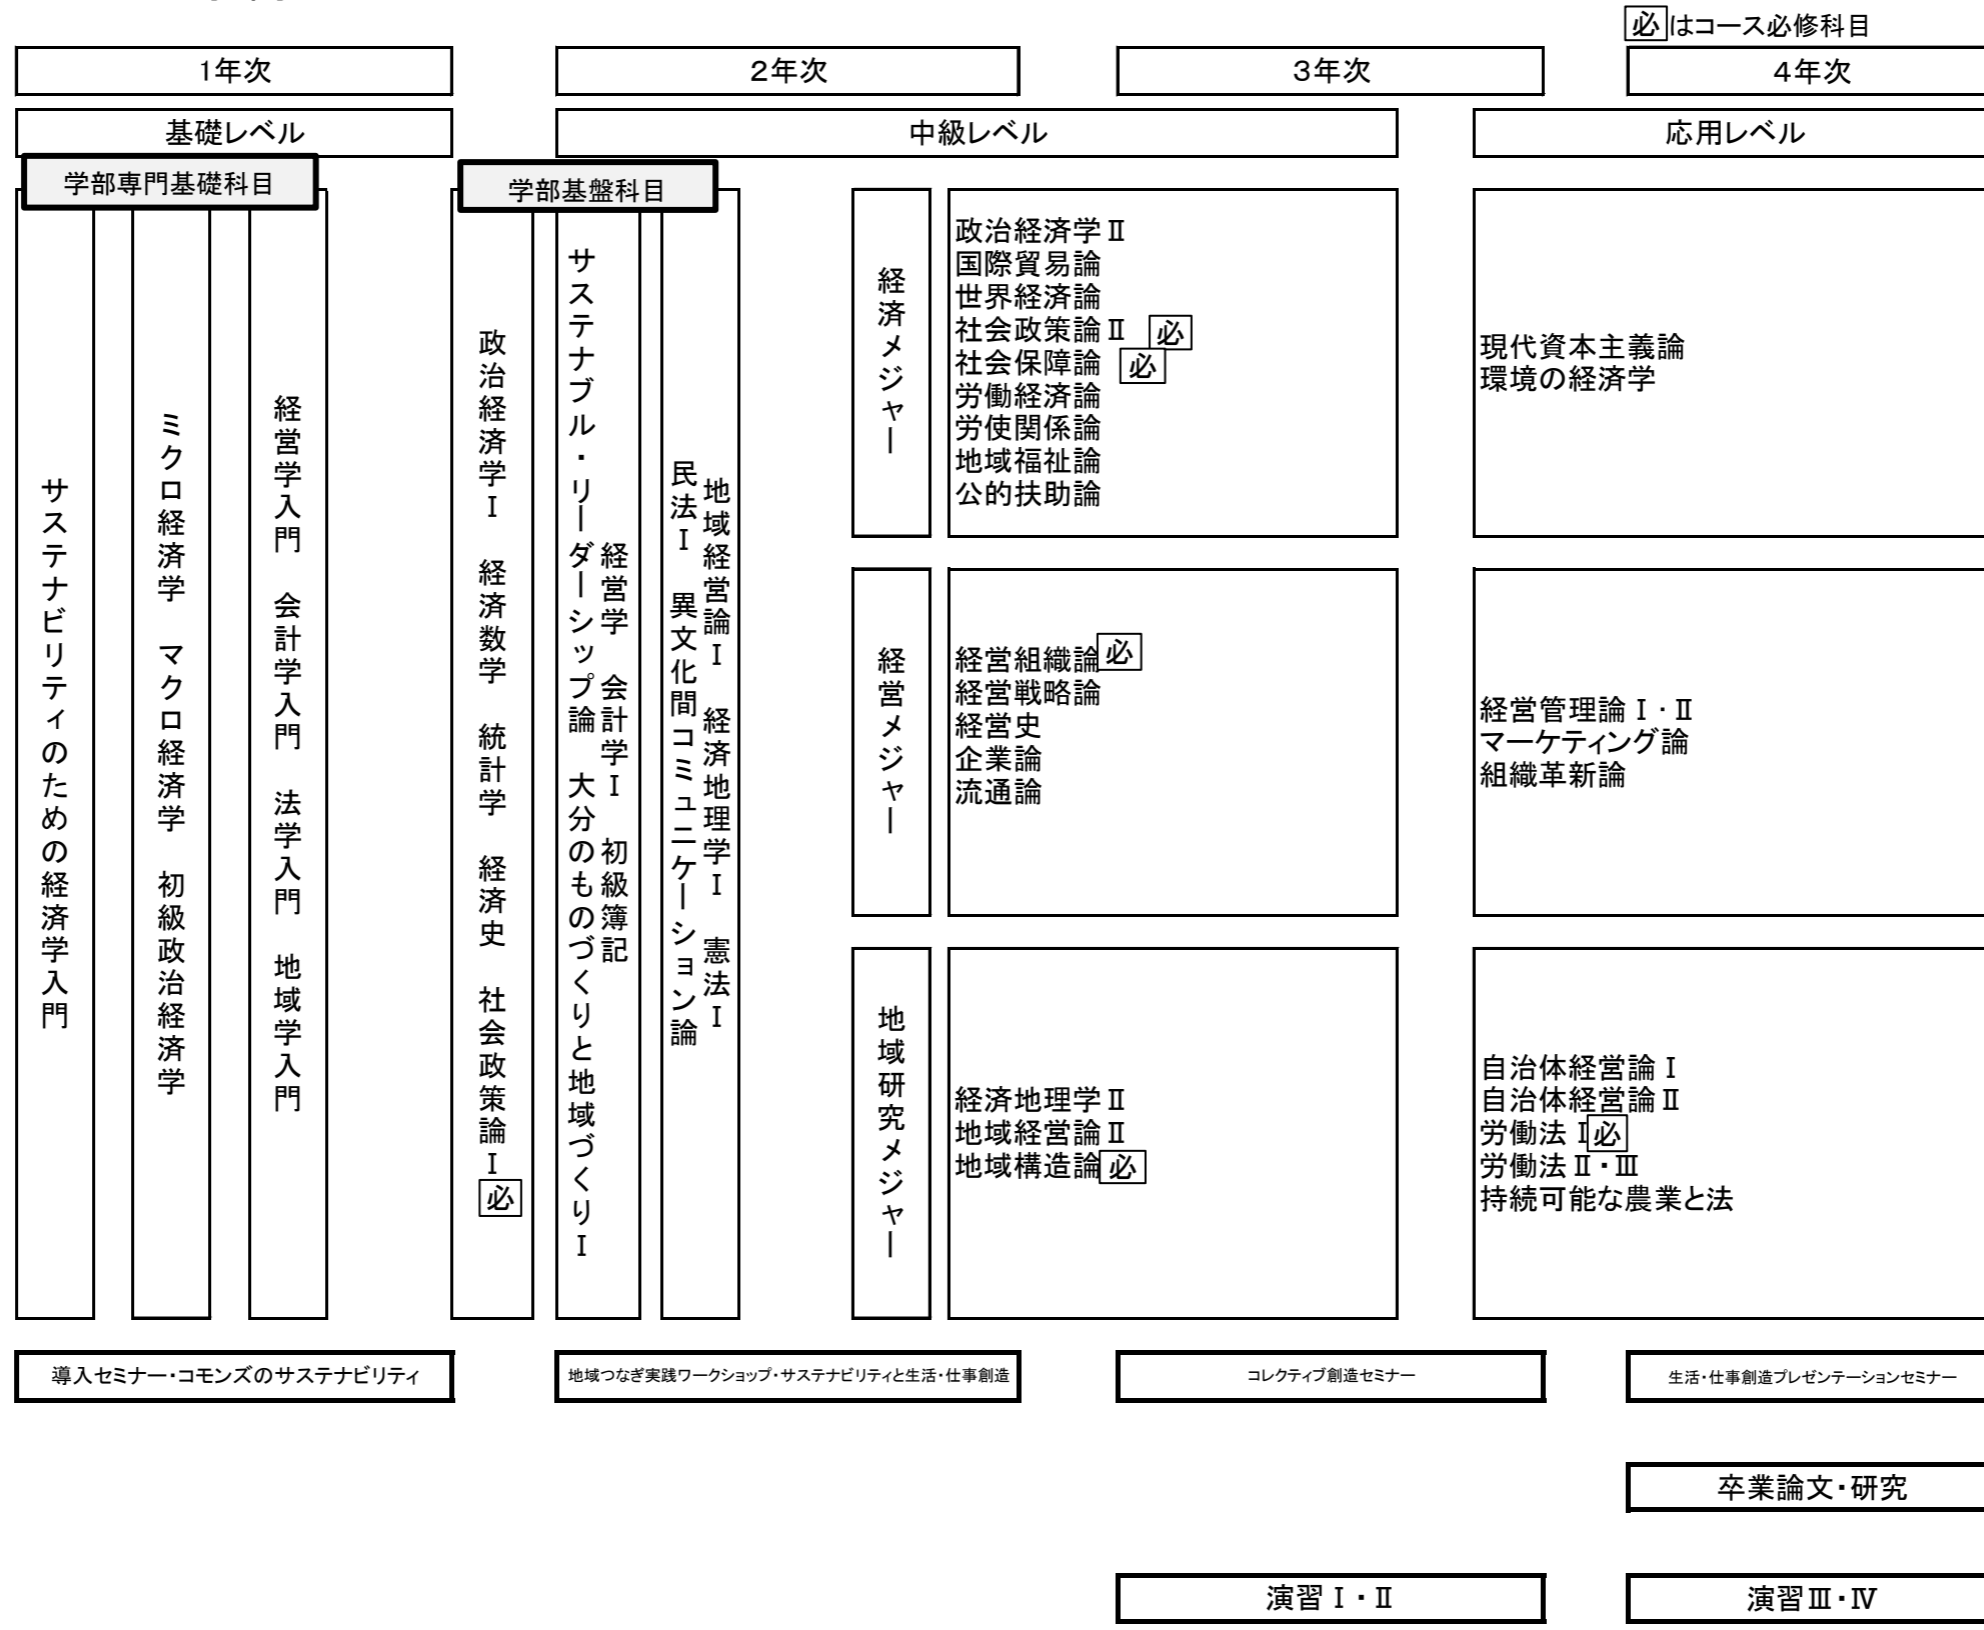 必はコース必修科目
1年次
2年次
3年次
4年次
基礎レベル
中級レベル
応用レベル
学部専門基礎科目
サステナビリティのための経済学入門
ミクロ経済学　マクロ経済学　初級政治経済学
経営学入門　会計学入門　法学入門　地域学入門
学部基盤科目
政治経済学Ⅰ　経済数学　統計学　経済史　社会政策論Ⅰ 必
経営学　会計学Ⅰ　初級簿記
サステナブル・リーダーシップ論　大分のものづくりと地域づくりⅠ
地域経営論Ⅰ　経済地理学Ⅰ　憲法Ⅰ
民法Ⅰ　異文化間コミュニケーション論
経済メジャー
政治経済学Ⅱ
国際貿易論
世界経済論
社会政策論Ⅱ 必
社会保障論 必
労働経済論
労使関係論
地域福祉論
公的扶助論
現代資本主義論
環境の経済学
経営メジャー
経営組織論 必
経営戦略論
経営史
企業論
流通論
経営管理論Ⅰ・Ⅱ
マーケティング論
組織革新論
地域研究メジャー
経済地理学Ⅱ
地域経営論Ⅱ
地域構造論 必
自治体経営論Ⅰ
自治体経営論Ⅱ
労働法Ⅰ 必
労働法Ⅱ・Ⅲ
持続可能な農業と法
導入セミナー・コモンズのサステナビリティ
地域つなぎ実践ワークショップ・サステナビリティと生活・仕事創造
コレクティブ創造セミナー
生活・仕事創造プレゼンテーションセミナー
卒業論文・研究
演習Ⅰ・Ⅱ
演習Ⅲ・Ⅳ